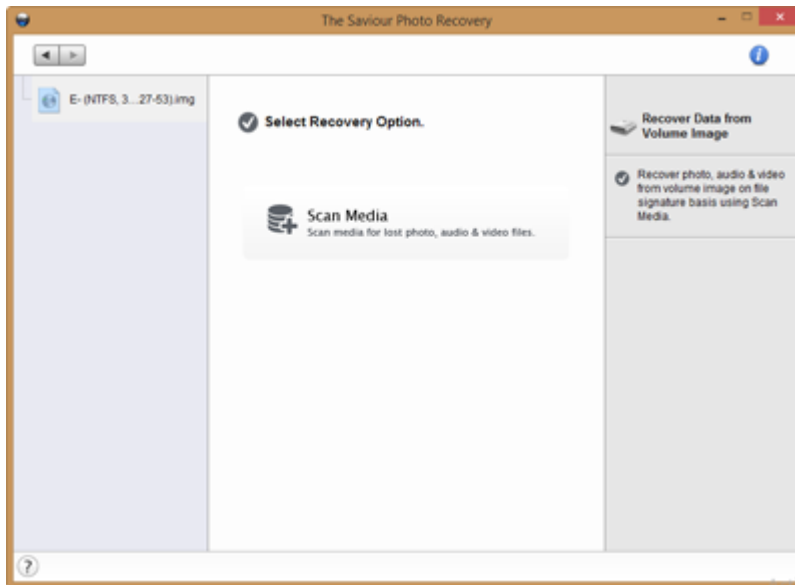 The Saviour Photo Recovery
E- (NTFS, 3...27-53).img
Select Recovery Option.
Scan Media
Scan media for lost photo, audio & video files.
Recover Data from
Volume Image
Recover photo, audio & video
from volume image on file
signature basis using Scan
Media.